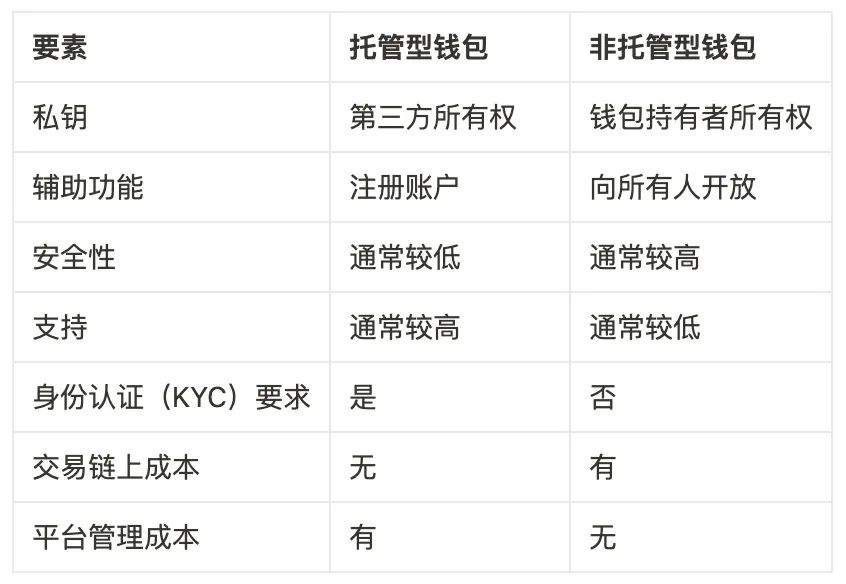 要素 托管型钱包 非托管型钱包
私钥 第三方所有权 钱包持有者所有权
辅助功能 注册账户 向所有人开放
安全性 通常较低 通常较高
支持 通常较高 通常较低
身份认证（KYC）要求 是 否
交易链上成本 无 有
平台管理成本 有 无